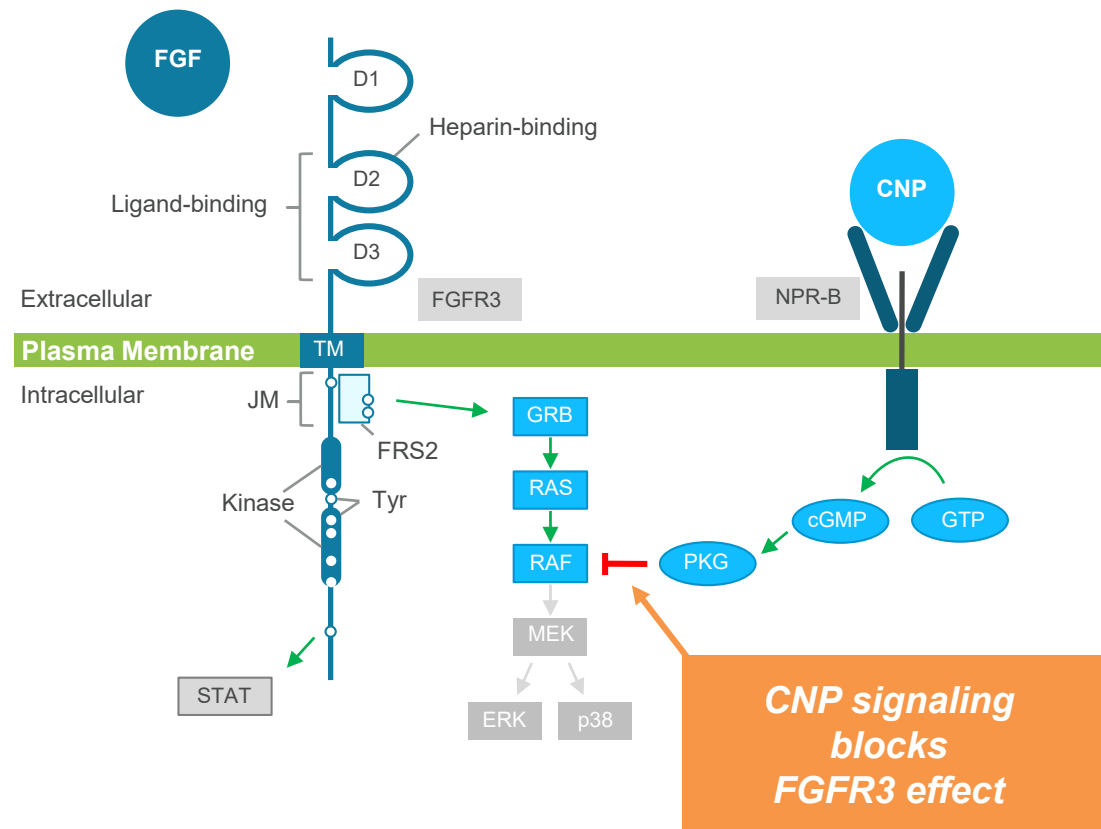 FGF
D1
Heparin-binding
D2
CNP
Ligand-binding
D3
Extracellular
FGFR3
NPR-B
Plasma Membrane
TM
Intracellular
JM
GRB
FRS2
Kinase
Tyr
RAS
cGMP
GTP
RAF
PKG
MEK
STAT
ERK
p38
CNP signaling
blocks
FGFR3 effect